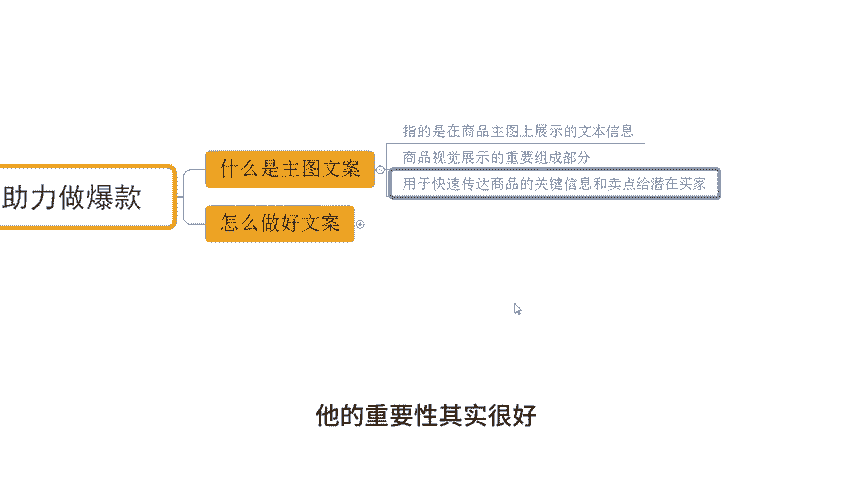 助力做爆款
什么是主图文案
指的是在商品主图上展示的文本信息
商品视觉展示的重要组成部分
用于快速传达商品的关键信息和卖点给潜在买家
怎么做好文案
他的重要性其实很好